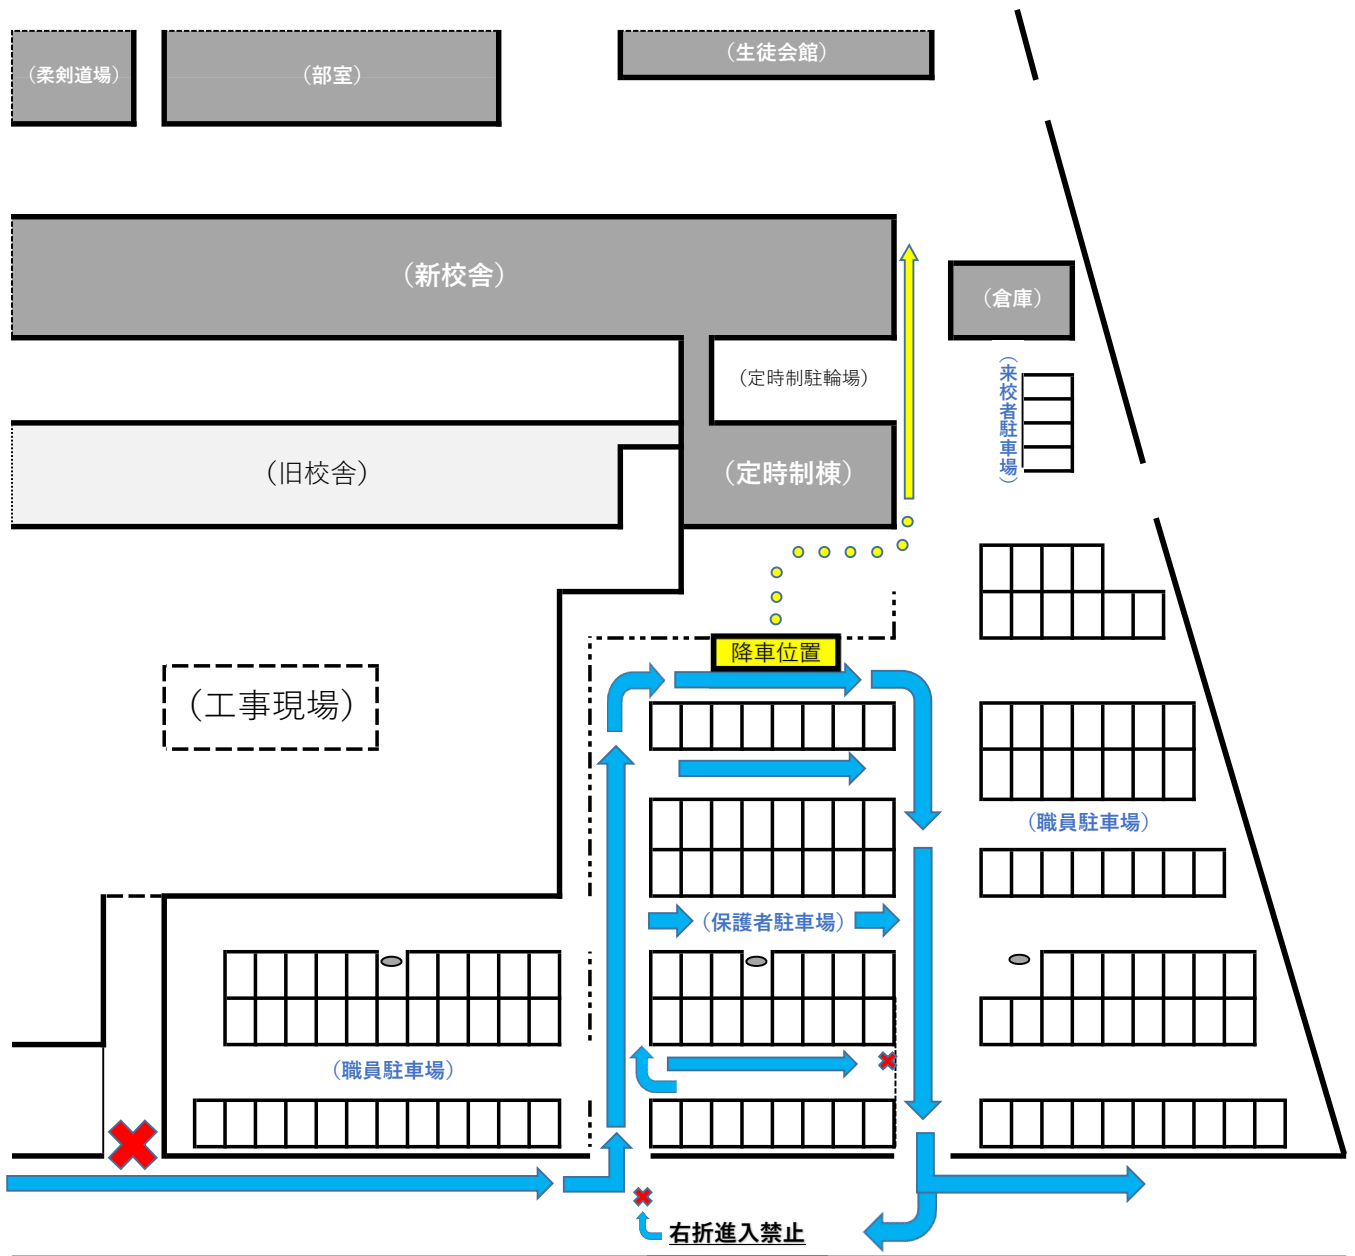 （柔剣道場）
（部室）
（生徒会館）
（新校舎）
（倉庫）
（定時制駐輪場）
（来校者駐車場）
（旧校舎）
（定時制棟）
降車位置
（工事現場）
（職員駐車場）
（保護者駐車場）
（職員駐車場）
右折進入禁止